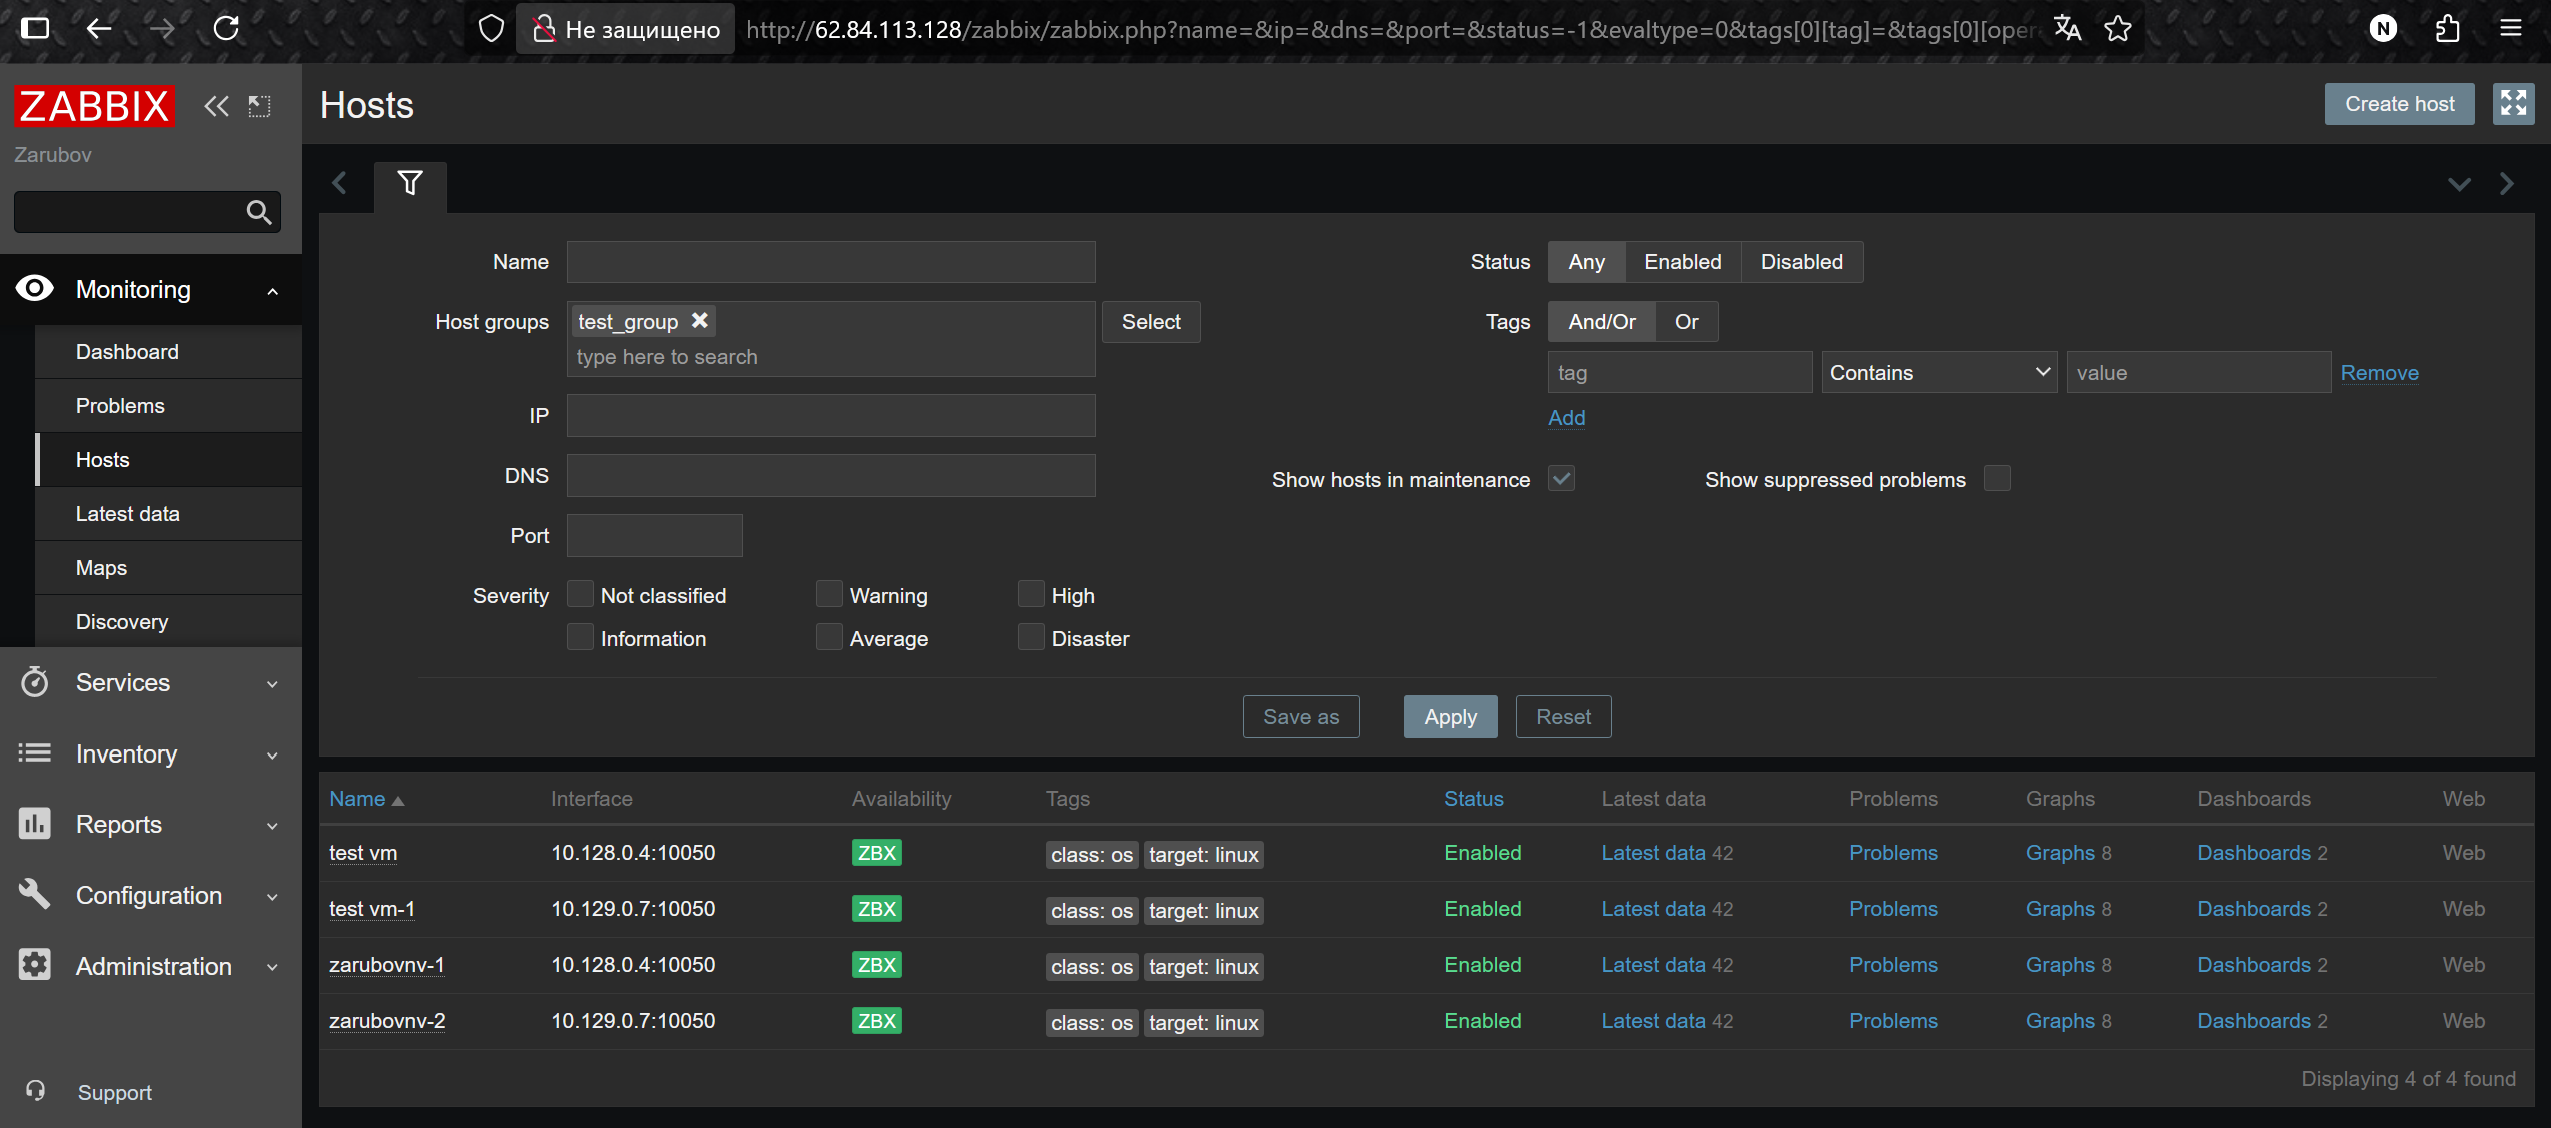 Не защищено http://62.84.113.128/zabbix/zabbix.php?name=&ip=&dns=&port=&status=-1&evaltype=0&tags[0][tag]=&tags[0][oper
N
ZABBIX
Zarubov
Monitoring
Dashboard
Problems
Hosts
Latest data
Maps
Discovery
Services
Inventory
Reports
Configuration
Administration
Support
Hosts
Create host
Name
Host groups test_group Select
type here to search
IP
DNS
Port
Severity Not classified Warning High
Information Average Disaster
Status Any Enabled Disabled
Tags And/Or Or
tag Contains value Remove
Add
Show hosts in maintenance Show suppressed problems
Save as Apply Reset
Name Interface Availability Tags Status Latest data Problems Graphs Dashboards Web
test vm 10.128.0.4:10050 ZBX class: os target: linux Enabled Latest data 42 Problems Graphs 8 Dashboards 2 Web
test vm-1 10.129.0.7:10050 ZBX class: os target: linux Enabled Latest data 42 Problems Graphs 8 Dashboards 2 Web
zarubovnv-1 10.128.0.4:10050 ZBX class: os target: linux Enabled Latest data 42 Problems Graphs 8 Dashboards 2 Web
zarubovnv-2 10.129.0.7:10050 ZBX class: os target: linux Enabled Latest data 42 Problems Graphs 8 Dashboards 2 Web
Displaying 4 of 4 found